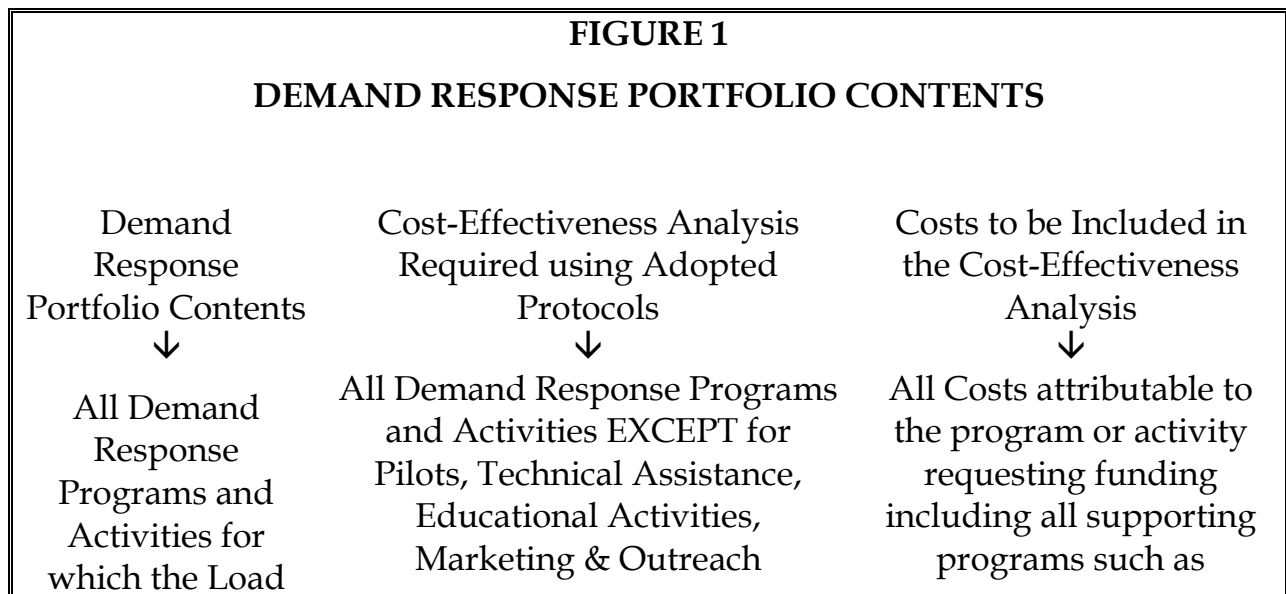 FIGURE 1
DEMAND RESPONSE PORTFOLIO CONTENTS
Demand
Response
Portfolio Contents
↓
All Demand
Response
Programs and
Activities for
which the Load
Cost-Effectiveness Analysis
Required using Adopted
Protocols
↓
All Demand Response Programs
and Activities EXCEPT for
Pilots, Technical Assistance,
Educational Activities,
Marketing & Outreach
Costs to be Included in
the Cost-Effectiveness
Analysis
↓
All Costs attributable to
the program or activity
requesting funding
including all supporting
programs such as